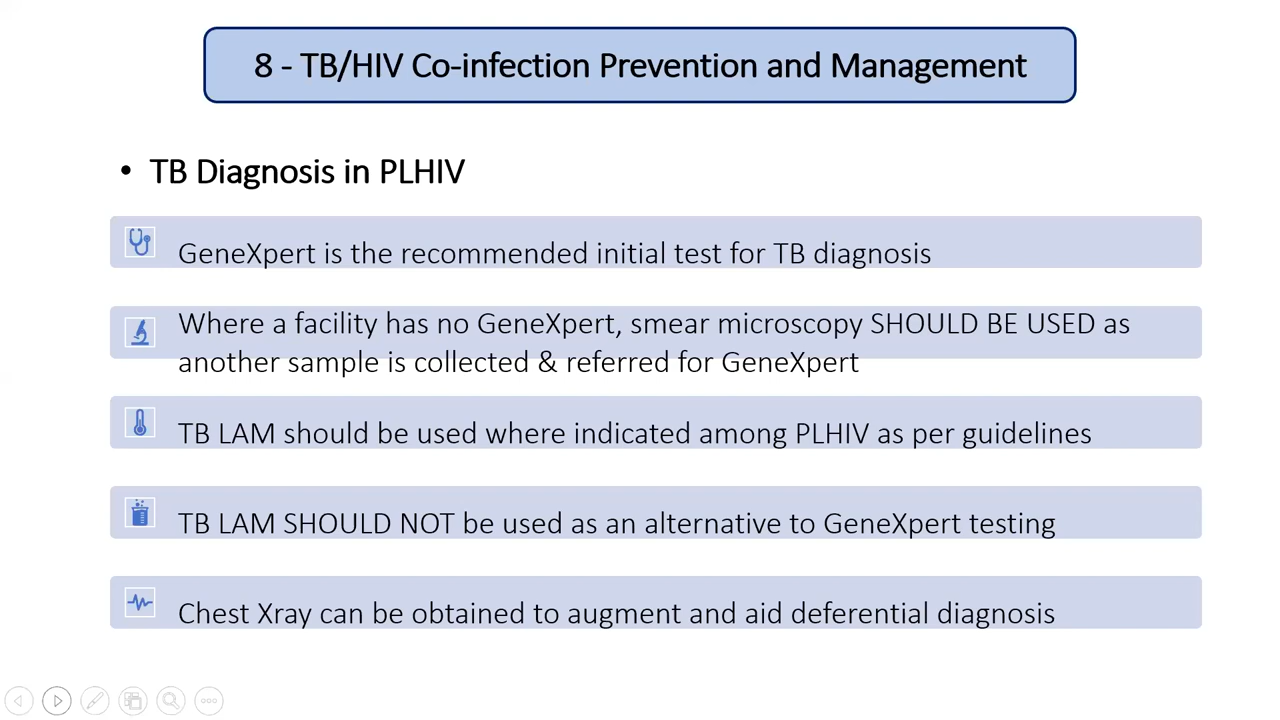 8 - TB/HIV Co-infection Prevention and Management
• TB Diagnosis in PLHIV
GeneXpert is the recommended initial test for TB diagnosis
Where a facility has no GeneXpert, smear microscopy SHOULD BE USED as
another sample is collected & referred for GeneXpert
TB LAM should be used where indicated among PLHIV as per guidelines
TB LAM SHOULD NOT be used as an alternative to GeneXpert testing
Chest Xray can be obtained to augment and aid deferential diagnosis